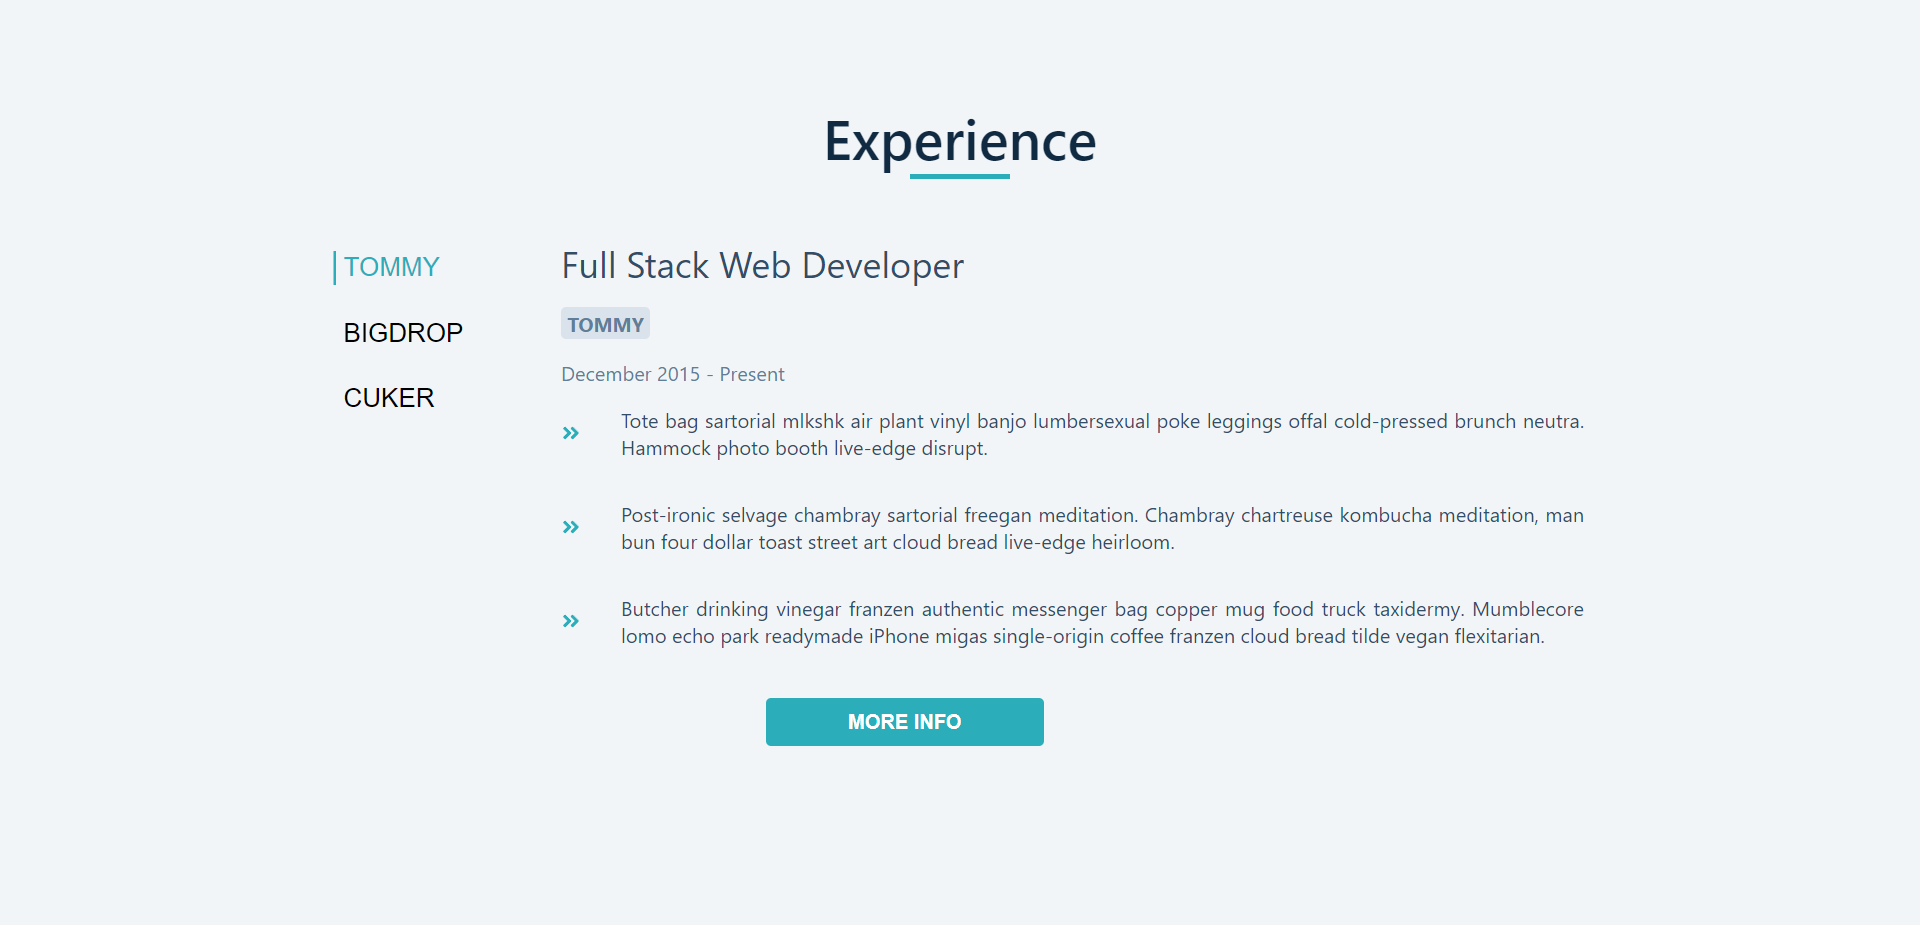 Experience
TOMMY
BIGDROP
CUKER
Full Stack Web Developer
TOMMY
December 2015 - Present
Tote bag sartorial mlkshk air plant vinyl banjo lumbersexual poke leggings offal cold-pressed brunch neutra.
Hammock photo booth live-edge disrupt.
Post-ironic selvage chambray sartorial freegan meditation. Chambray chartreuse kombucha meditation, man
bun four dollar toast street art cloud bread live-edge heirloom.
Butcher drinking vinegar franzen authentic messenger bag copper mug food truck taxidermy. Mumblecore
lomo echo park readymade iPhone migas single-origin coffee franzen cloud bread tilde vegan flexitarian.
MORE INFO